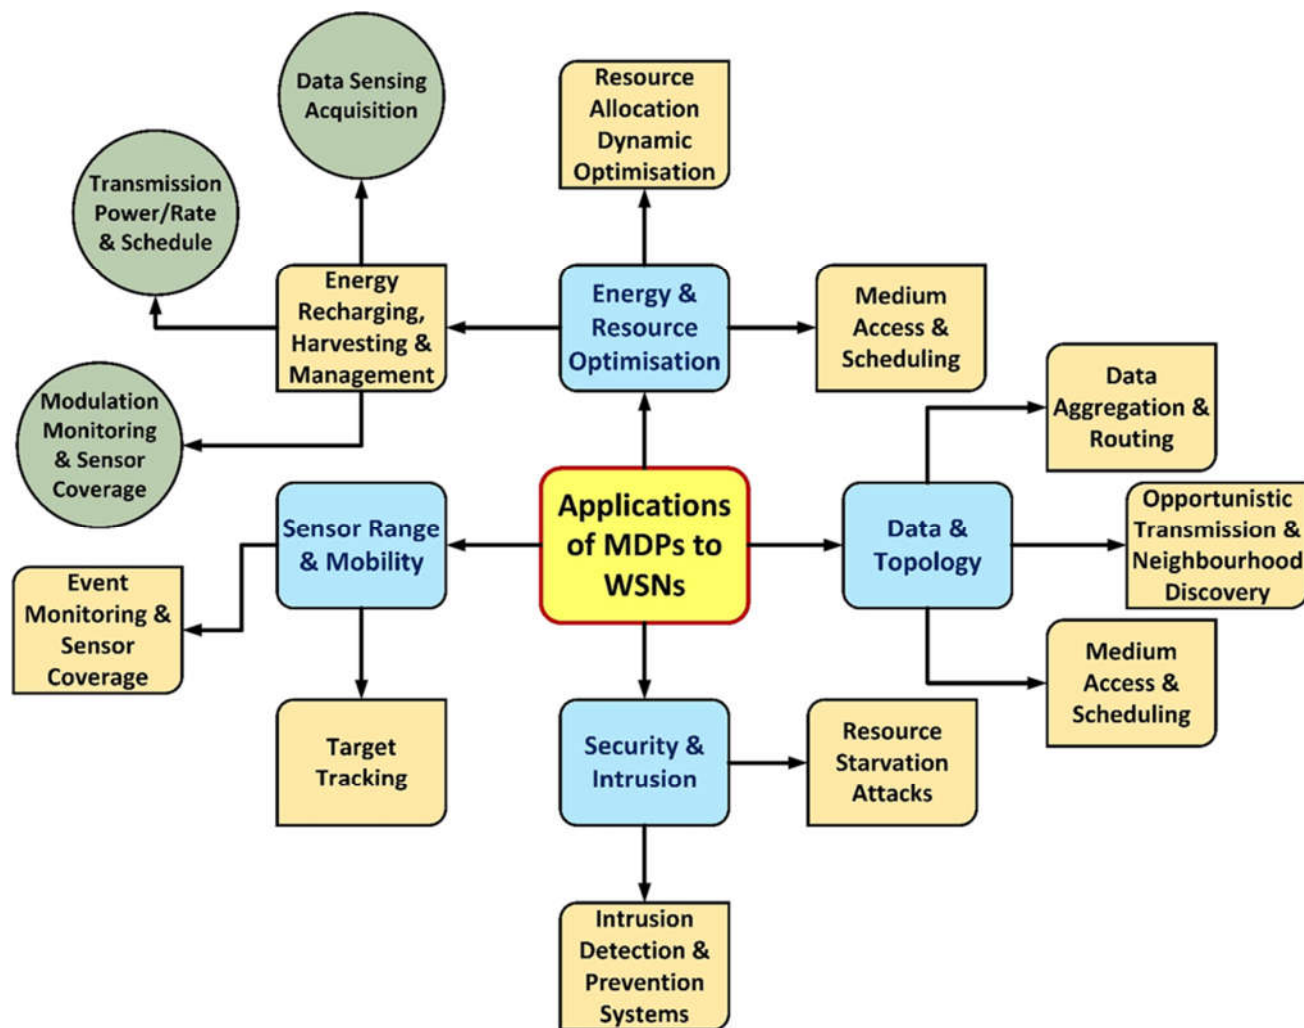 Data Sensing
Acquisition
Resource
Allocation
Dynamic
Optimisation
Transmission
Power/Rate
& Schedule
Energy
Recharging,
Harvesting &
Management
Energy &
Resource
Optimisation
Medium
Access &
Scheduling
Data
Aggregation &
Routing
Modulation
Monitoring
& Sensor
Coverage
Sensor Range
& Mobility
Applications
of MDPs to
WSNs
Data &
Topology
Opportunistic
Transmission &
Neighbourhood
Discovery
Event
Monitoring &
Sensor
Coverage
Medium
Access &
Scheduling
Target
Tracking
Security &
Intrusion
Resource
Starvation
Attacks
Intrusion
Detection &
Prevention
Systems